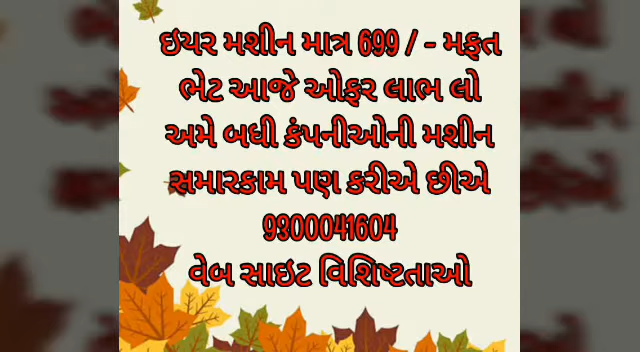 ઇયર મશીન માત્ર 699 / - મફત
ભેટ આજે ઓફર લાભ લો
અમે બધી કંપનીઓની મશીન
સમારકામ પણ કરીએ છીએ
9300041604
વેબ સાઇટ વિશિષ્ટતાઓ